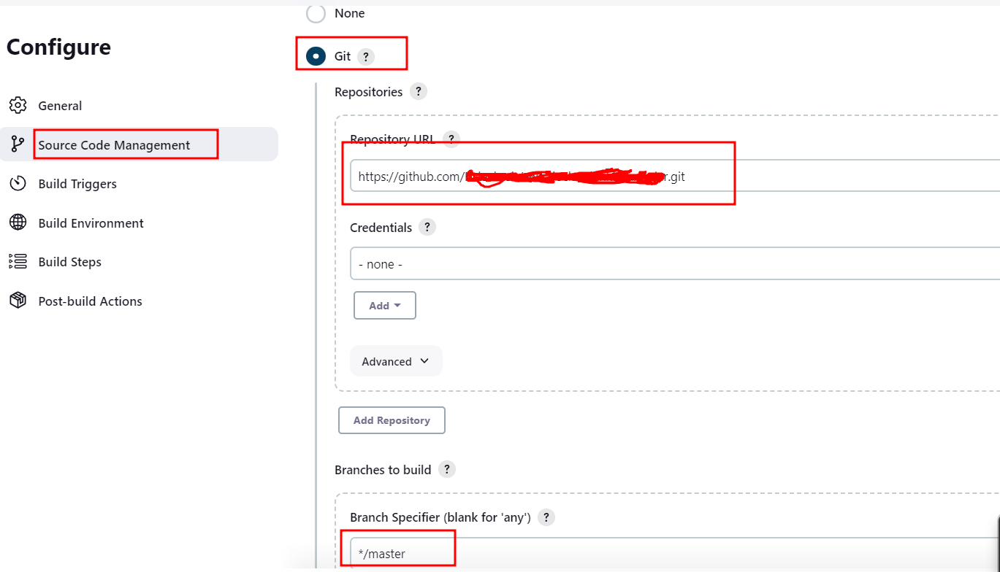 None
Configure
Git ?
Repositories ?
General
Repository URL ?
Source Code Management
https://github.com/ r.git
Build Triggers
Build Environment
Credentials ?
Build Steps
- none -
Post-build Actions
Add
Advanced
Add Repository
Branches to build ?
Branch Specifier (blank for 'any') ?
*/master